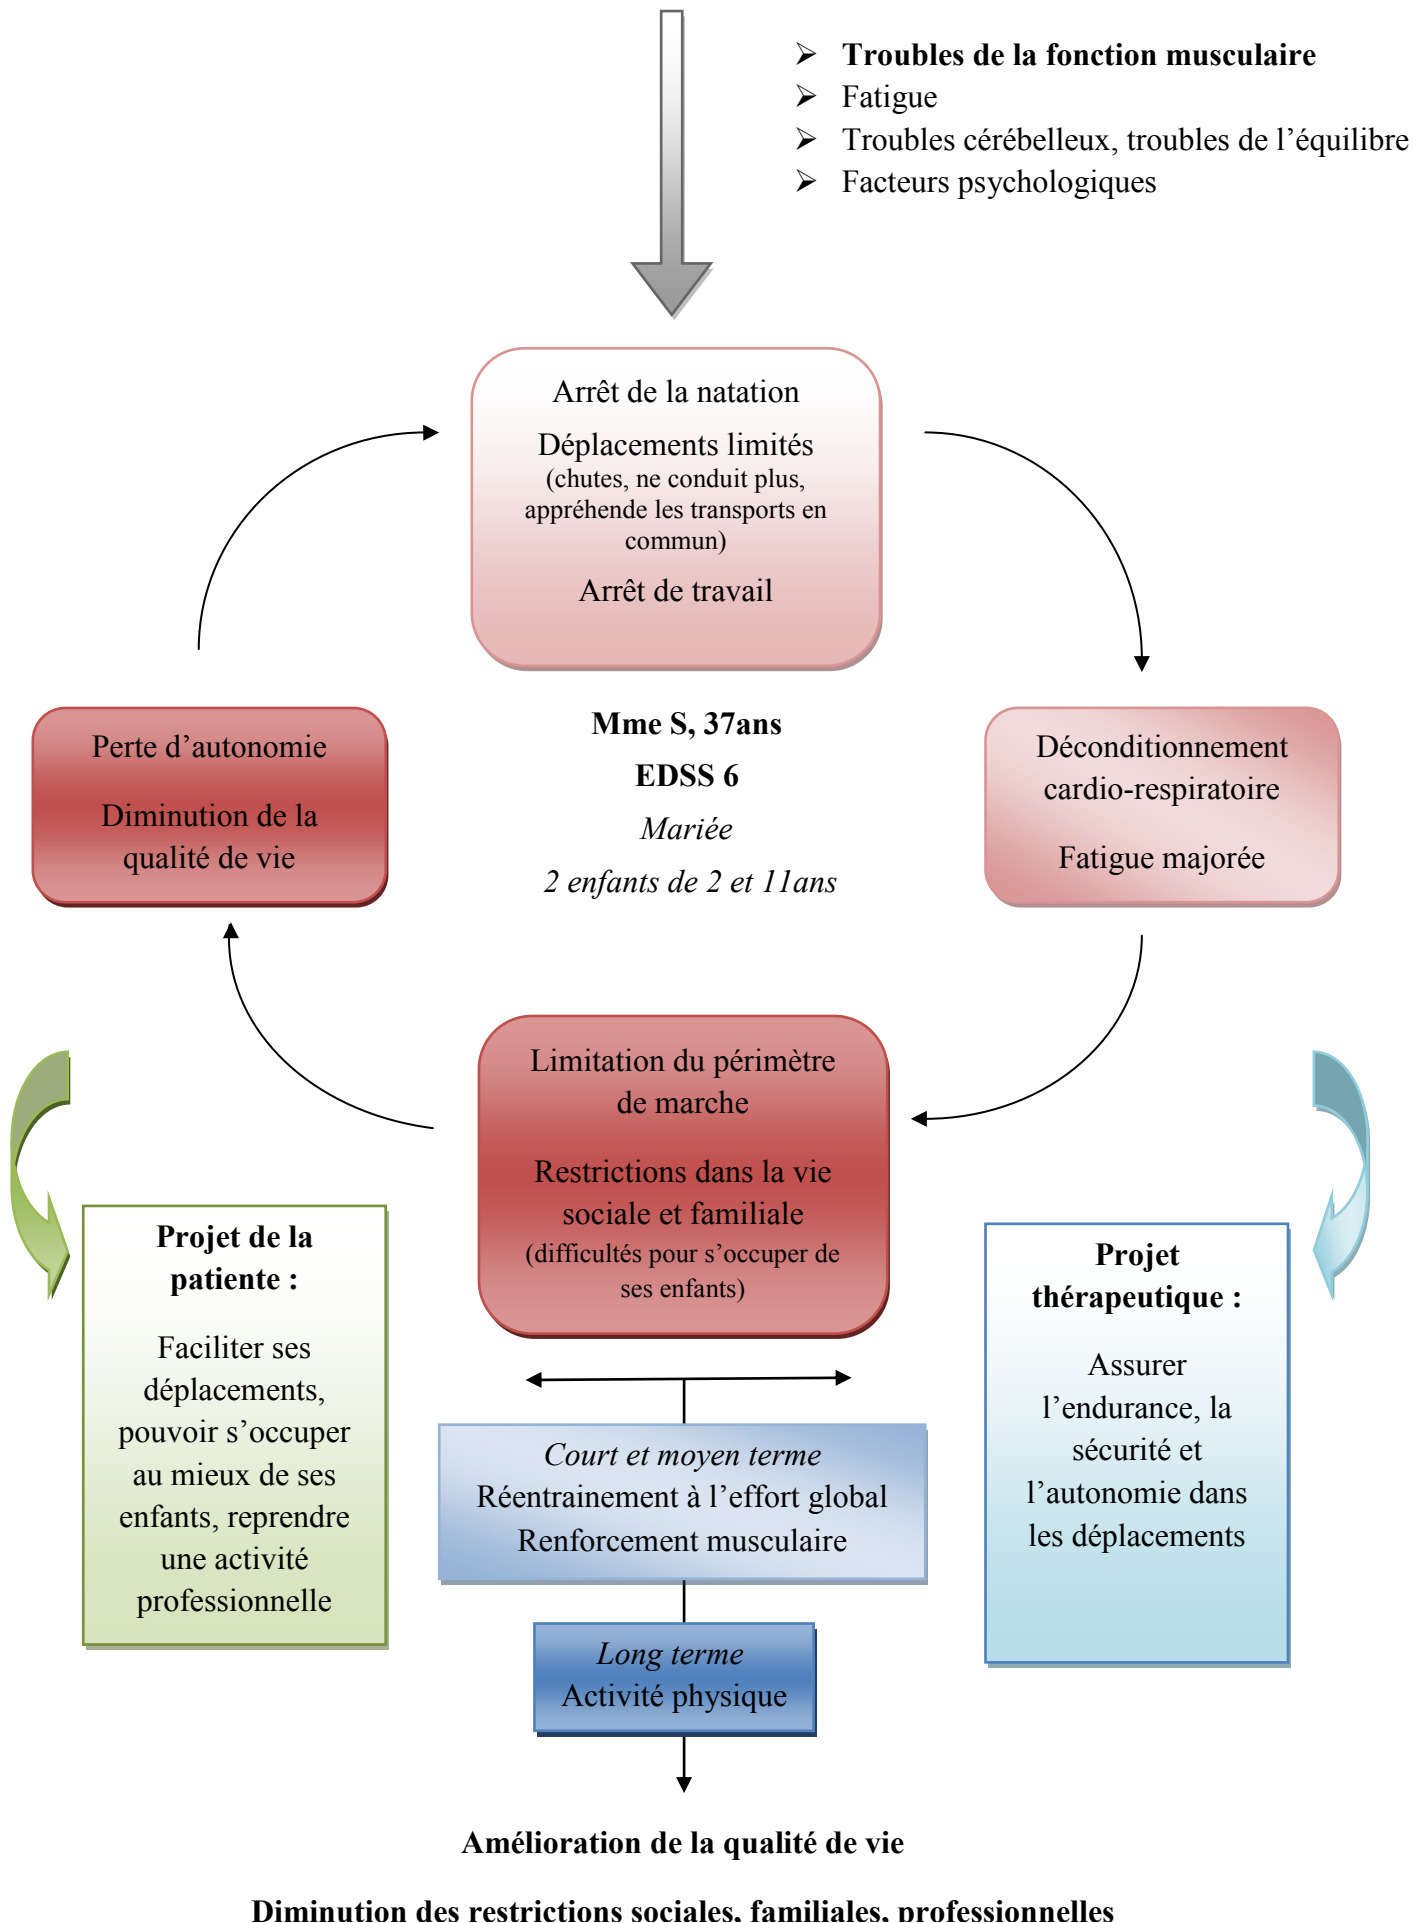 ➢ Troubles de la fonction musculaire
➢ Fatigue
➢ Troubles cérébelleux, troubles de l’équilibre
➢ Facteurs psychologiques
Arrêt de la natation
Déplacements limités
(chutes, ne conduit plus,
appréhende les transports en
commun)
Arrêt de travail
Perte d’autonomie
Diminution de la
qualité de vie
Mme S, 37ans
EDSS 6
Mariée
2 enfants de 2 et 11ans
Déconditionnement
cardio-respiratoire
Fatigue majorée
Limitation du périmètre
de marche
Restrictions dans la vie
sociale et familiale
(difficultés pour s’occuper de
ses enfants)
Projet de la
patiente :
Faciliter ses
déplacements,
pouvoir s’occuper
au mieux de ses
enfants, reprendre
une activité
professionnelle
Projet
thérapeutique :
Assurer
l’endurance, la
sécurité et
l’autonomie dans
les déplacements
Court et moyen terme
Réentrainement à l’effort global
Renforcement musculaire
Long terme
Activité physique
Amélioration de la qualité de vie
Diminution des restrictions sociales, familiales, professionnelles